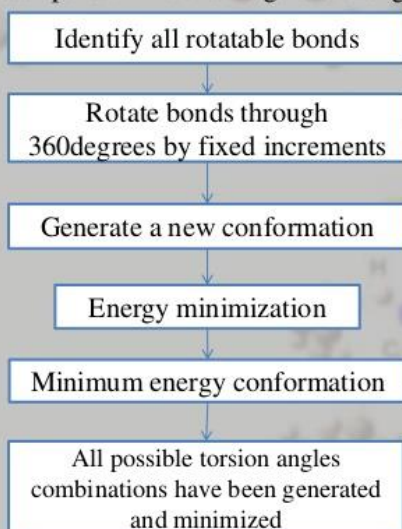 Identify all rotatable bonds
Rotate bonds through
360degrees by fixed increments
Generate a new conformation
Energy minimization
Minimum energy conformation
All possible torsion angles
combinations have been generated
and minimized